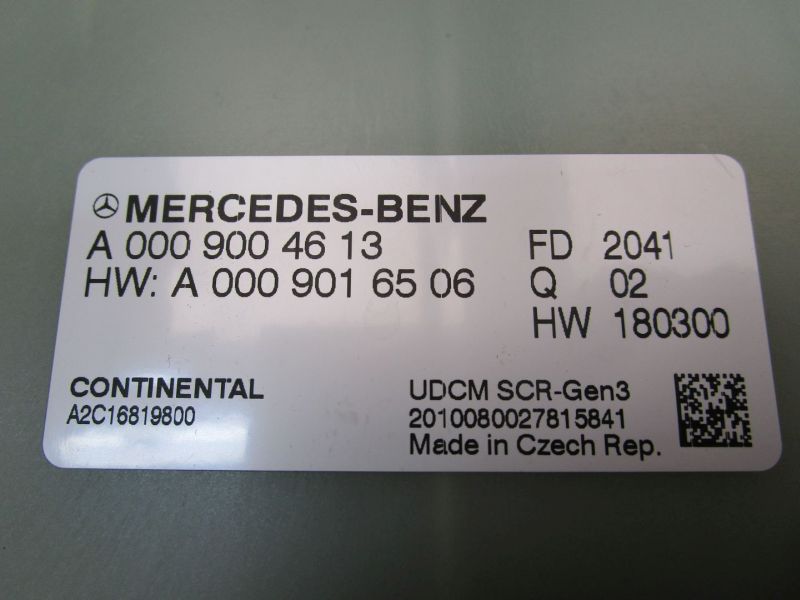 MERCEDES-BENZ
A 000 900 46 13 FD 2041
HW: A 000 901 65 06 Q 02
HW 180300
CONTINENTAL UDCM SCR-Gen3
A2C16819800 2010080027815841
Made in Czech Rep.